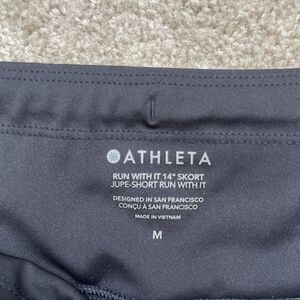 ATHLETA
RUN WITH IT 14" SKORT
JUPE-SHORT RUN WITH IT
DESIGNED IN SAN FRANCISCO
CONÇU À SAN FRANCISCO
MADE IN VIETNAM
M